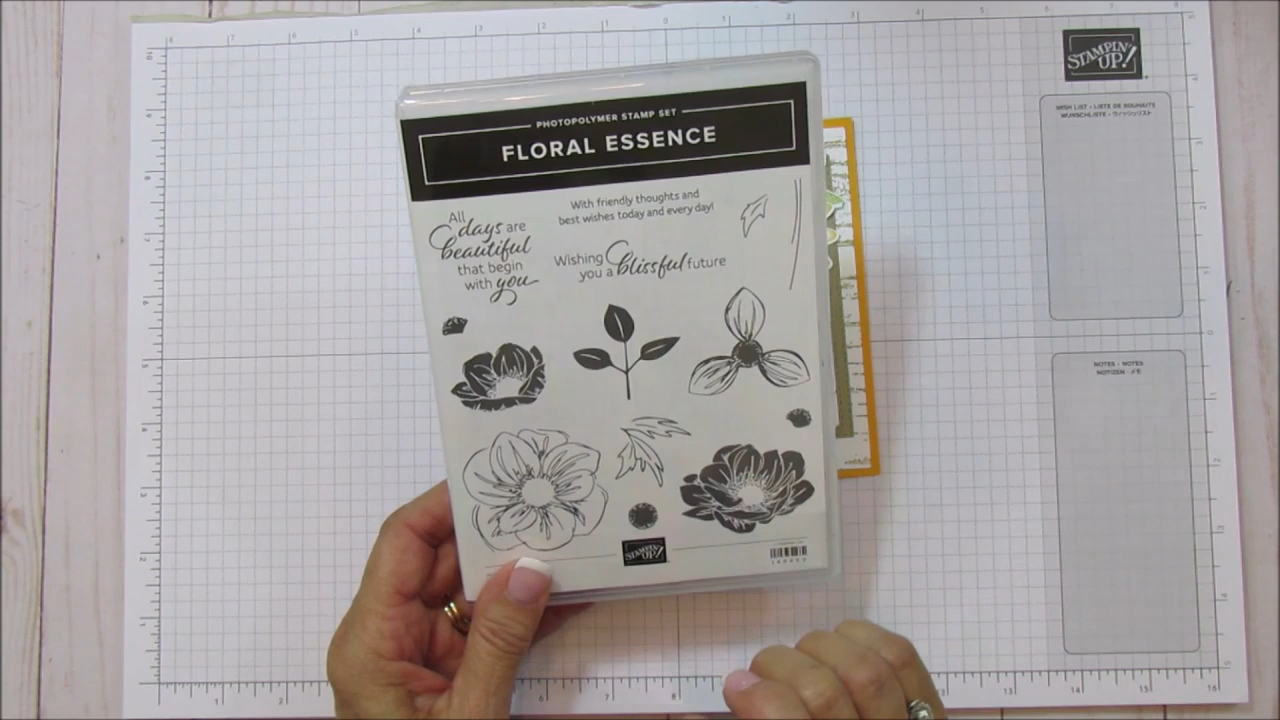 PHOTOPOLYMER STAMP SET
FLORAL ESSENCE
All
days are
beautiful
that begin
with you
With friendly thoughts and
best wishes today and every day!
Wishing
you a blissful future
STAMPIN' UP!
STAMPIN' UP!
WISH LIST • LISTE DE SOUHAITS
WUNSCHLISTE • ウィッシュリスト
NOTES • NOTES
NOTIZEN • メモ